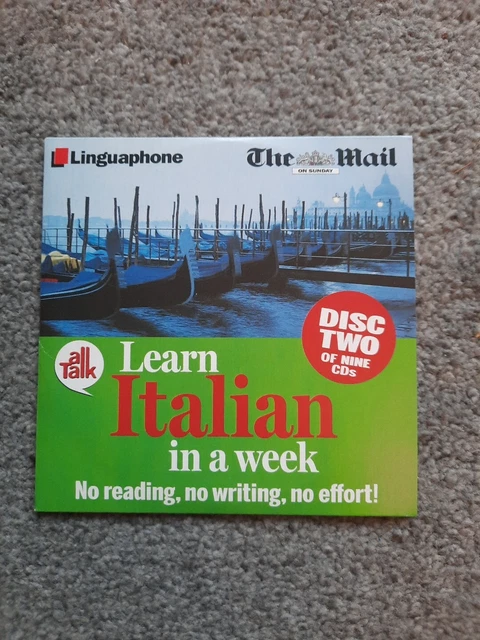 Linguaphone
The Mail
ON SUNDAY
DISC
TWO
OF NINE
CDs
all
Talk
Learn
Italian
in a week
No reading, no writing, no effort!